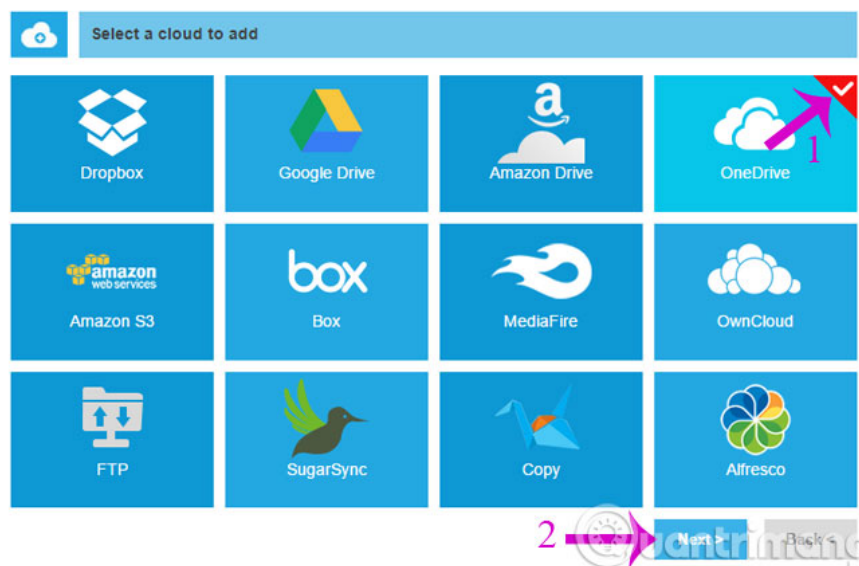 Select a cloud to add
Dropbox
Google Drive
a
Amazon Drive
1
OneDrive
amazon
web services
Amazon S3
box
Box
MediaFire
OwnCloud
FTP
SugarSync
Copy
Alfresco
2
Next >
Back <
uantrimang